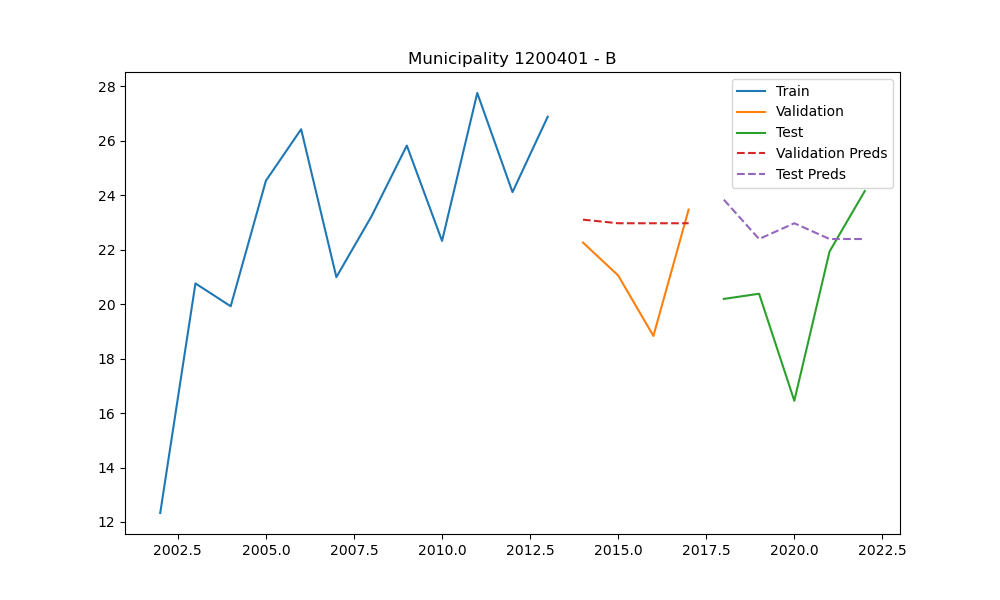 Municipality 1200401 - B
28
26
24
22
20
18
16
14
12
Train
Validation
Test
Validation Preds
Test Preds
2002.5 2005.0 2007.5 2010.0 2012.5 2015.0 2017.5 2020.0 2022.5